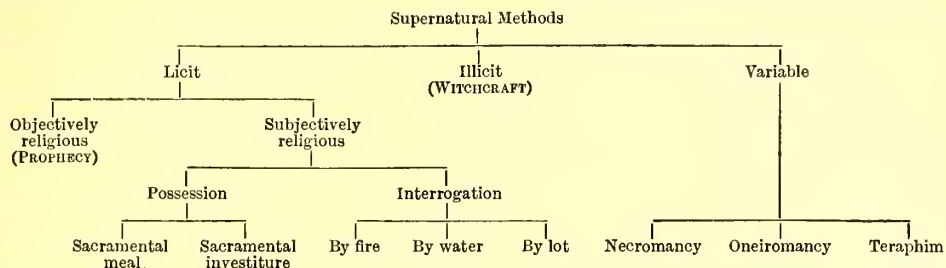 Supernatural Methods
Licit Illicit Variable
(WITCHCRAFT)
Objectively Subjectively
religious religious
(PROPHECY)
Possession Interrogation
Sacramental Sacramental By fire By water By lot Necromancy Oneiromancy Teraphim
meal. investiture